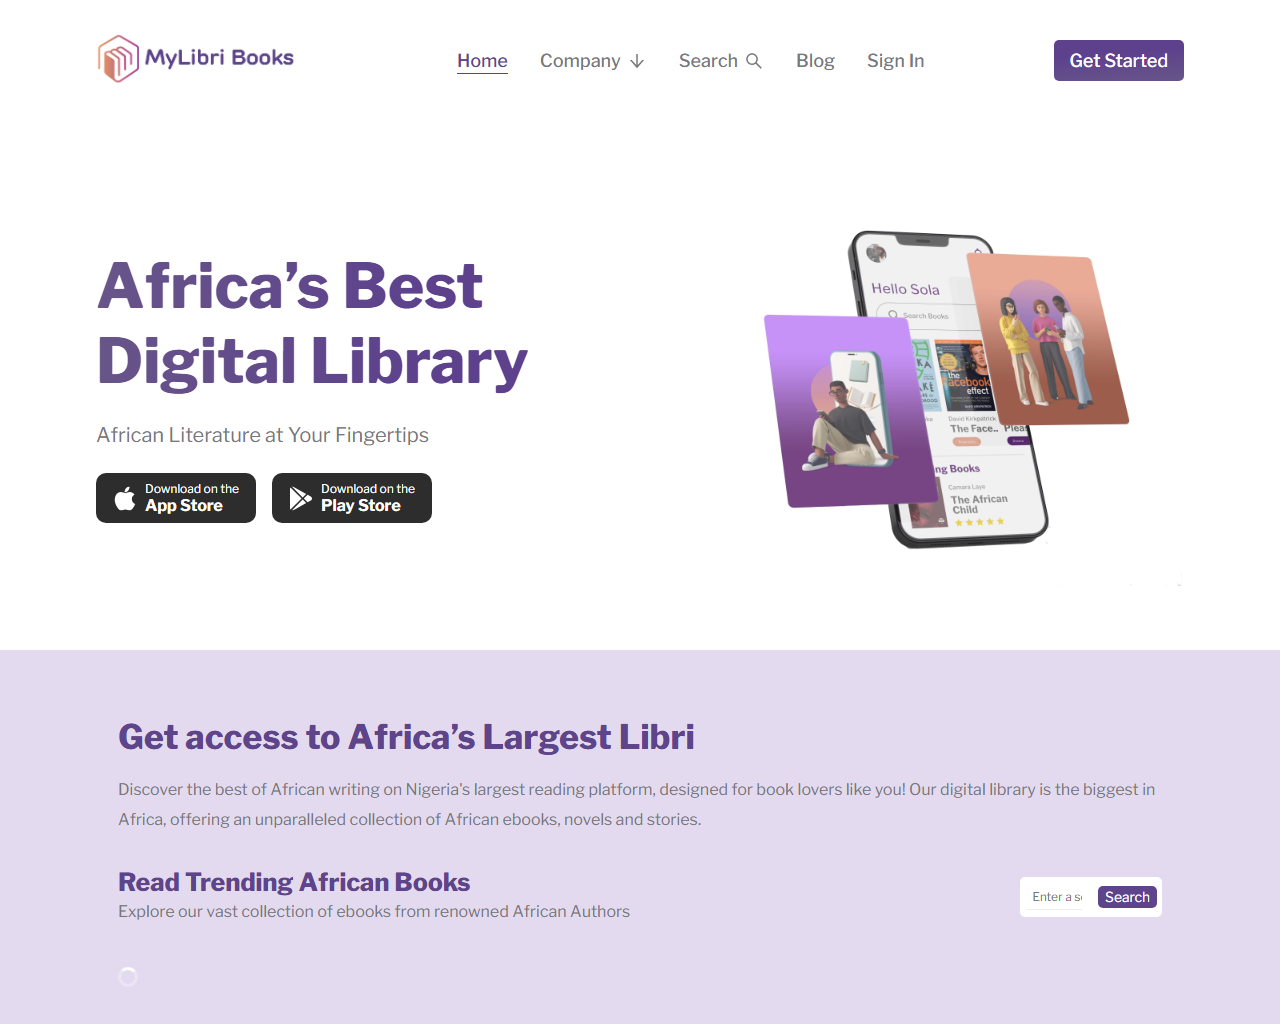 MyLibri Books
Home
Company
Search
Blog
Sign In
Get Started
Africa’s Best
Digital Library
African Literature at Your Fingertips
Download on the
App Store
Download on the
Play Store
Hello Sola
Search Books
the
facebook
effect
David Kirkpatrick
The Face..
ng Books
Camara Laye
The African
Child
Get access to Africa’s Largest Libri
Discover the best of African writing on Nigeria's largest reading platform, designed for book lovers like you! Our digital library is the biggest in
Africa, offering an unparalleled collection of African ebooks, novels and stories.
Read Trending African Books
Explore our vast collection of ebooks from renowned African Authors
Enter a s
Search